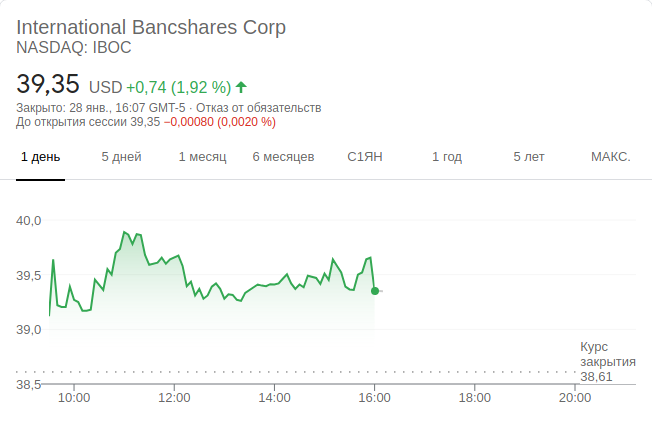 International Bancshares Corp
NASDAQ: IBOC
39,35 USD +0,74 (1,92 %)
Закрыто: 28 янв., 16:07 GMT-5 · Отказ от обязательств
До открытия сессии 39,35 −0,00080 (0,0020 %)
1 день 5 дней 1 месяц 6 месяцев С1ЯН 1 год 5 лет МАКС.
40,0
39,5
39,0
Курс
закрытия
38,61
38,5
10:00 12:00 14:00 16:00 18:00 20:00